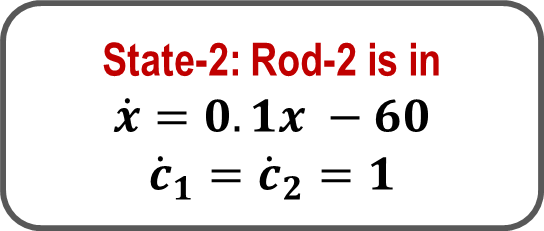 State-2: Rod-2 is in
ẋ = 0.1x − 60
ċ₁ = ċ₂ = 1